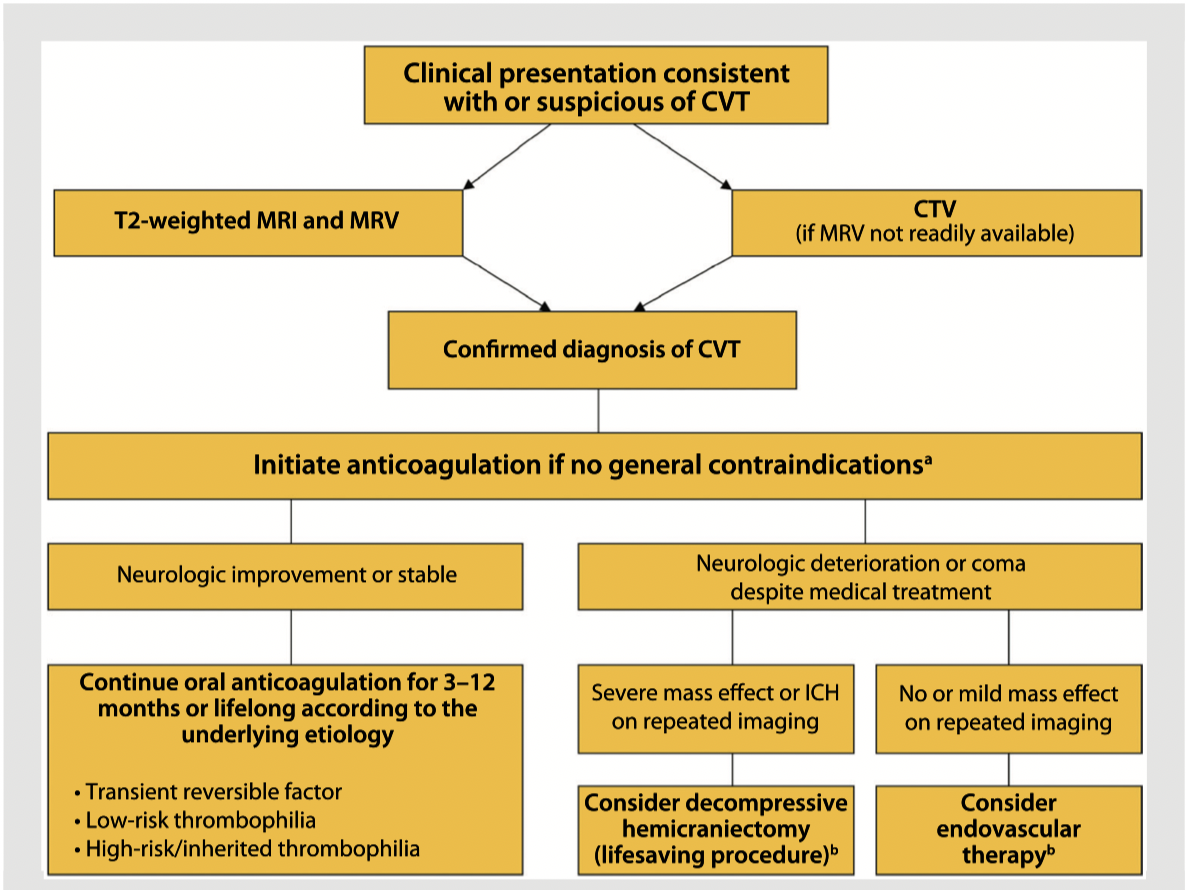 Clinical presentation consistent
with or suspicious of CVT
T2-weighted MRI and MRV
CTV
(if MRV not readily available)
Confirmed diagnosis of CVT
Initiate anticoagulation if no general contraindicationsᵃ
Neurologic improvement or stable
Neurologic deterioration or coma
despite medical treatment
Continue oral anticoagulation for 3–12
months or lifelong according to the
underlying etiology
• Transient reversible factor
• Low-risk thrombophilia
• High-risk/inherited thrombophilia
Severe mass effect or ICH
on repeated imaging
No or mild mass effect
on repeated imaging
Consider decompressive
hemicraniectomy
(lifesaving procedure)ᵇ
Consider
endovascular
therapyᵇ